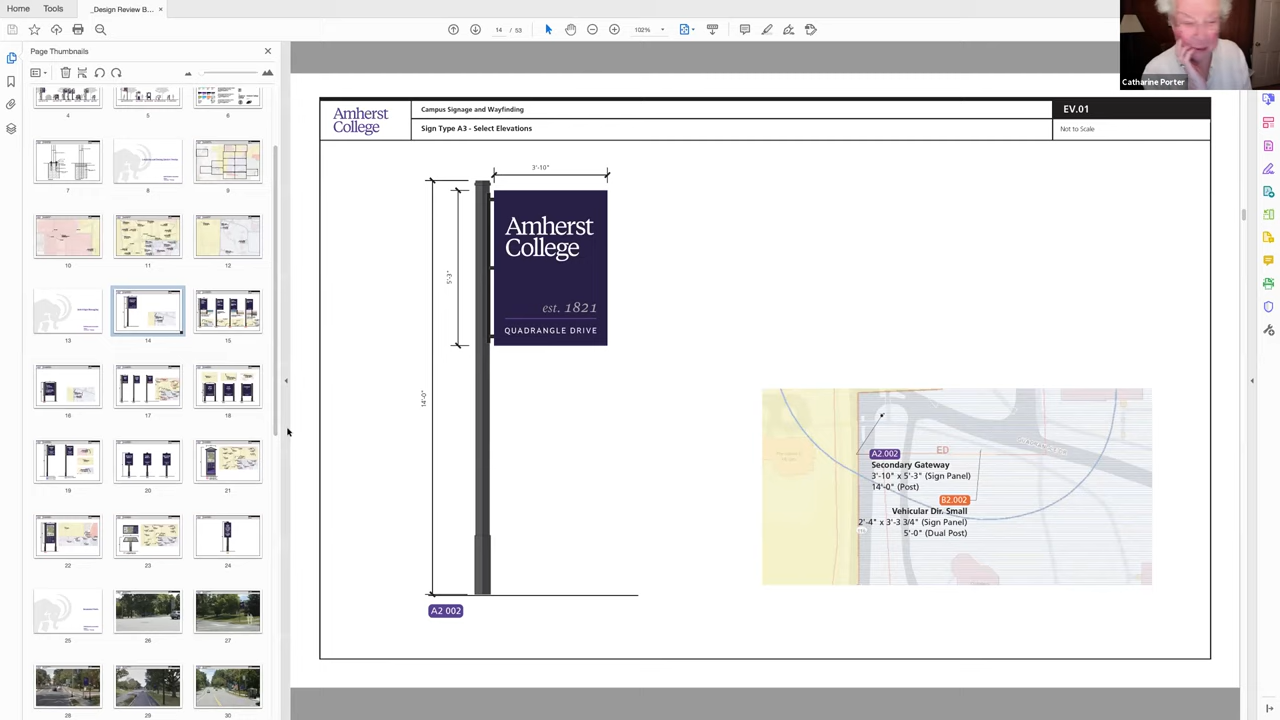 Home
Tools
_Design Review B...
14 / 53
102%
Page Thumbnails
4
5
6
7
8
9
10
11
12
13
14
15
16
17
18
19
20
21
22
23
24
25
26
27
28
29
30
Catharine Porter
Amherst
College
Campus Signage and Wayfinding
Sign Type A3 - Select Elevations
EV.01
Not to Scale
3'-10"
5'-3"
14'-0"
Amherst
College
est. 1821
QUADRANGLE DRIVE
A2 002
ED
A2.002
Secondary Gateway
3'-10" x 5'-3" (Sign Panel)
14'-0" (Post)
B2.002
Vehicular Dir. Small
2'-4" x 3'-3 3/4" (Sign Panel)
5'-0" (Dual Post)